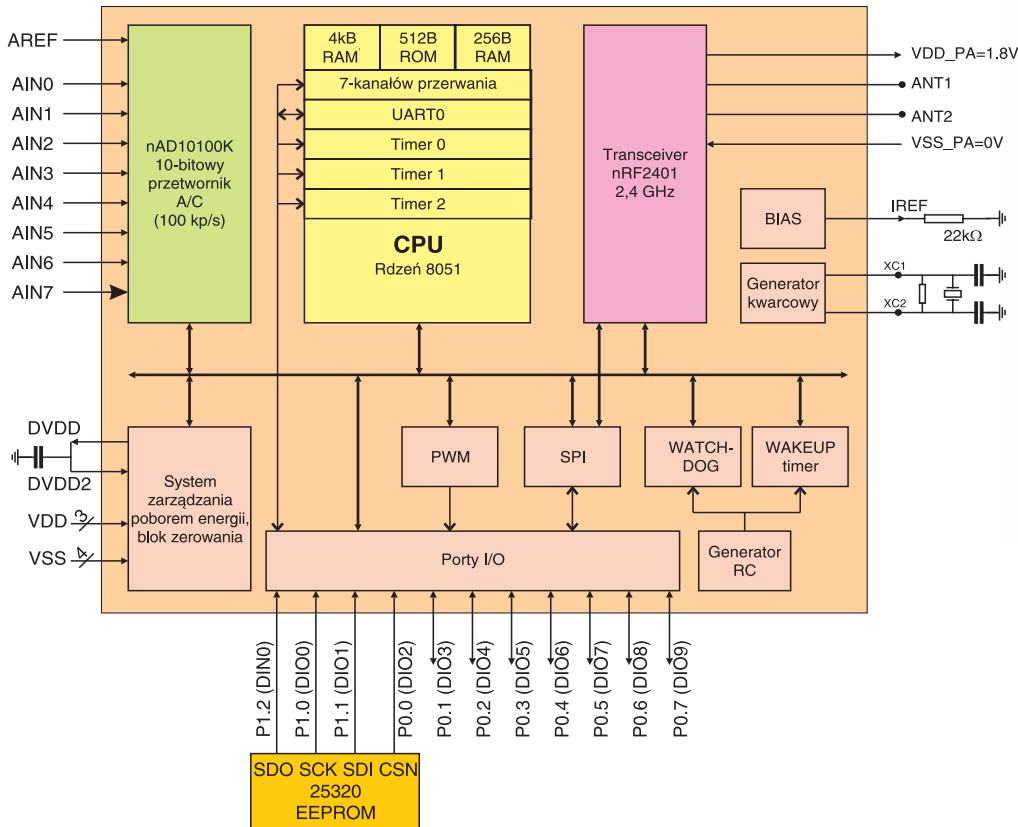 AREF
AIN0
AIN1
AIN2
AIN3
AIN4
AIN5
AIN6
AIN7
nAD10100K
10-bitowy
przetwornik
A/C
(100 kp/s)
4kB
RAM
512B
ROM
256B
RAM
7-kanałów przerwania
UART0
Timer 0
Timer 1
Timer 2
CPU
Rdzeń 8051
Transceiver
nRF2401
2,4 GHz
VDD_PA=1.8V
ANT1
ANT2
VSS_PA=0V
BIAS
IREF
22kΩ
Generator
kwarcowy
XC1
XC2
DVDD
DVDD2
VDD 3
VSS 4
System
zarządzania
poborem energii,
blok zerowania
PWM
SPI
WATCH-
DOG
WAKEUP
timer
Porty I/O
Generator
RC
P1.2 (DIN0)
P1.0 (DIO0)
P1.1 (DIO1)
P0.0 (DIO2)
P0.1 (DIO3)
P0.2 (DIO4)
P0.3 (DIO5)
P0.4 (DIO6)
P0.5 (DIO7)
P0.6 (DIO8)
P0.7 (DIO9)
SDO SCK SDI CSN
25320
EEPROM